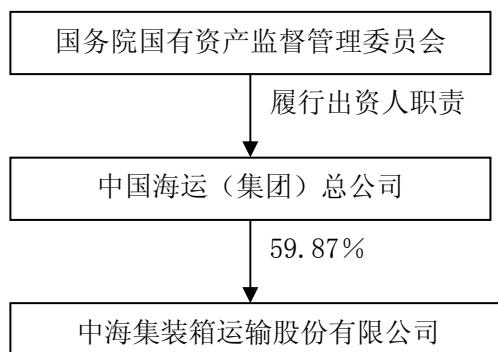 国务院国有资产监督管理委员会
履行出资人职责
中国海运（集团）总公司
59.87％
中海集装箱运输股份有限公司